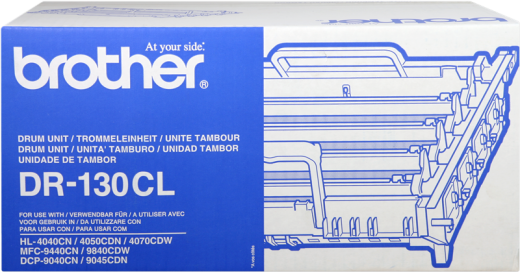 At your side.
brother®
DRUM UNIT / TROMMELEINHEIT / UNITE TAMBOUR
DRUM UNIT / UNITA' TAMBURO / UNIDAD TAMBOR
UNIDADE DE TAMBOR
DR-130CL
FOR USE WITH / VERWENDBAR FÜR / A UTILISER AVEC
VOOR GEBRUIK IN / DA UTILIZZARE CON
PARA USAR CON / PARA USAR COM
HL-4040CN / 4050CDN / 4070CDW
MFC-9440CN / 9840CDW
DCP-9040CN / 9045CDN